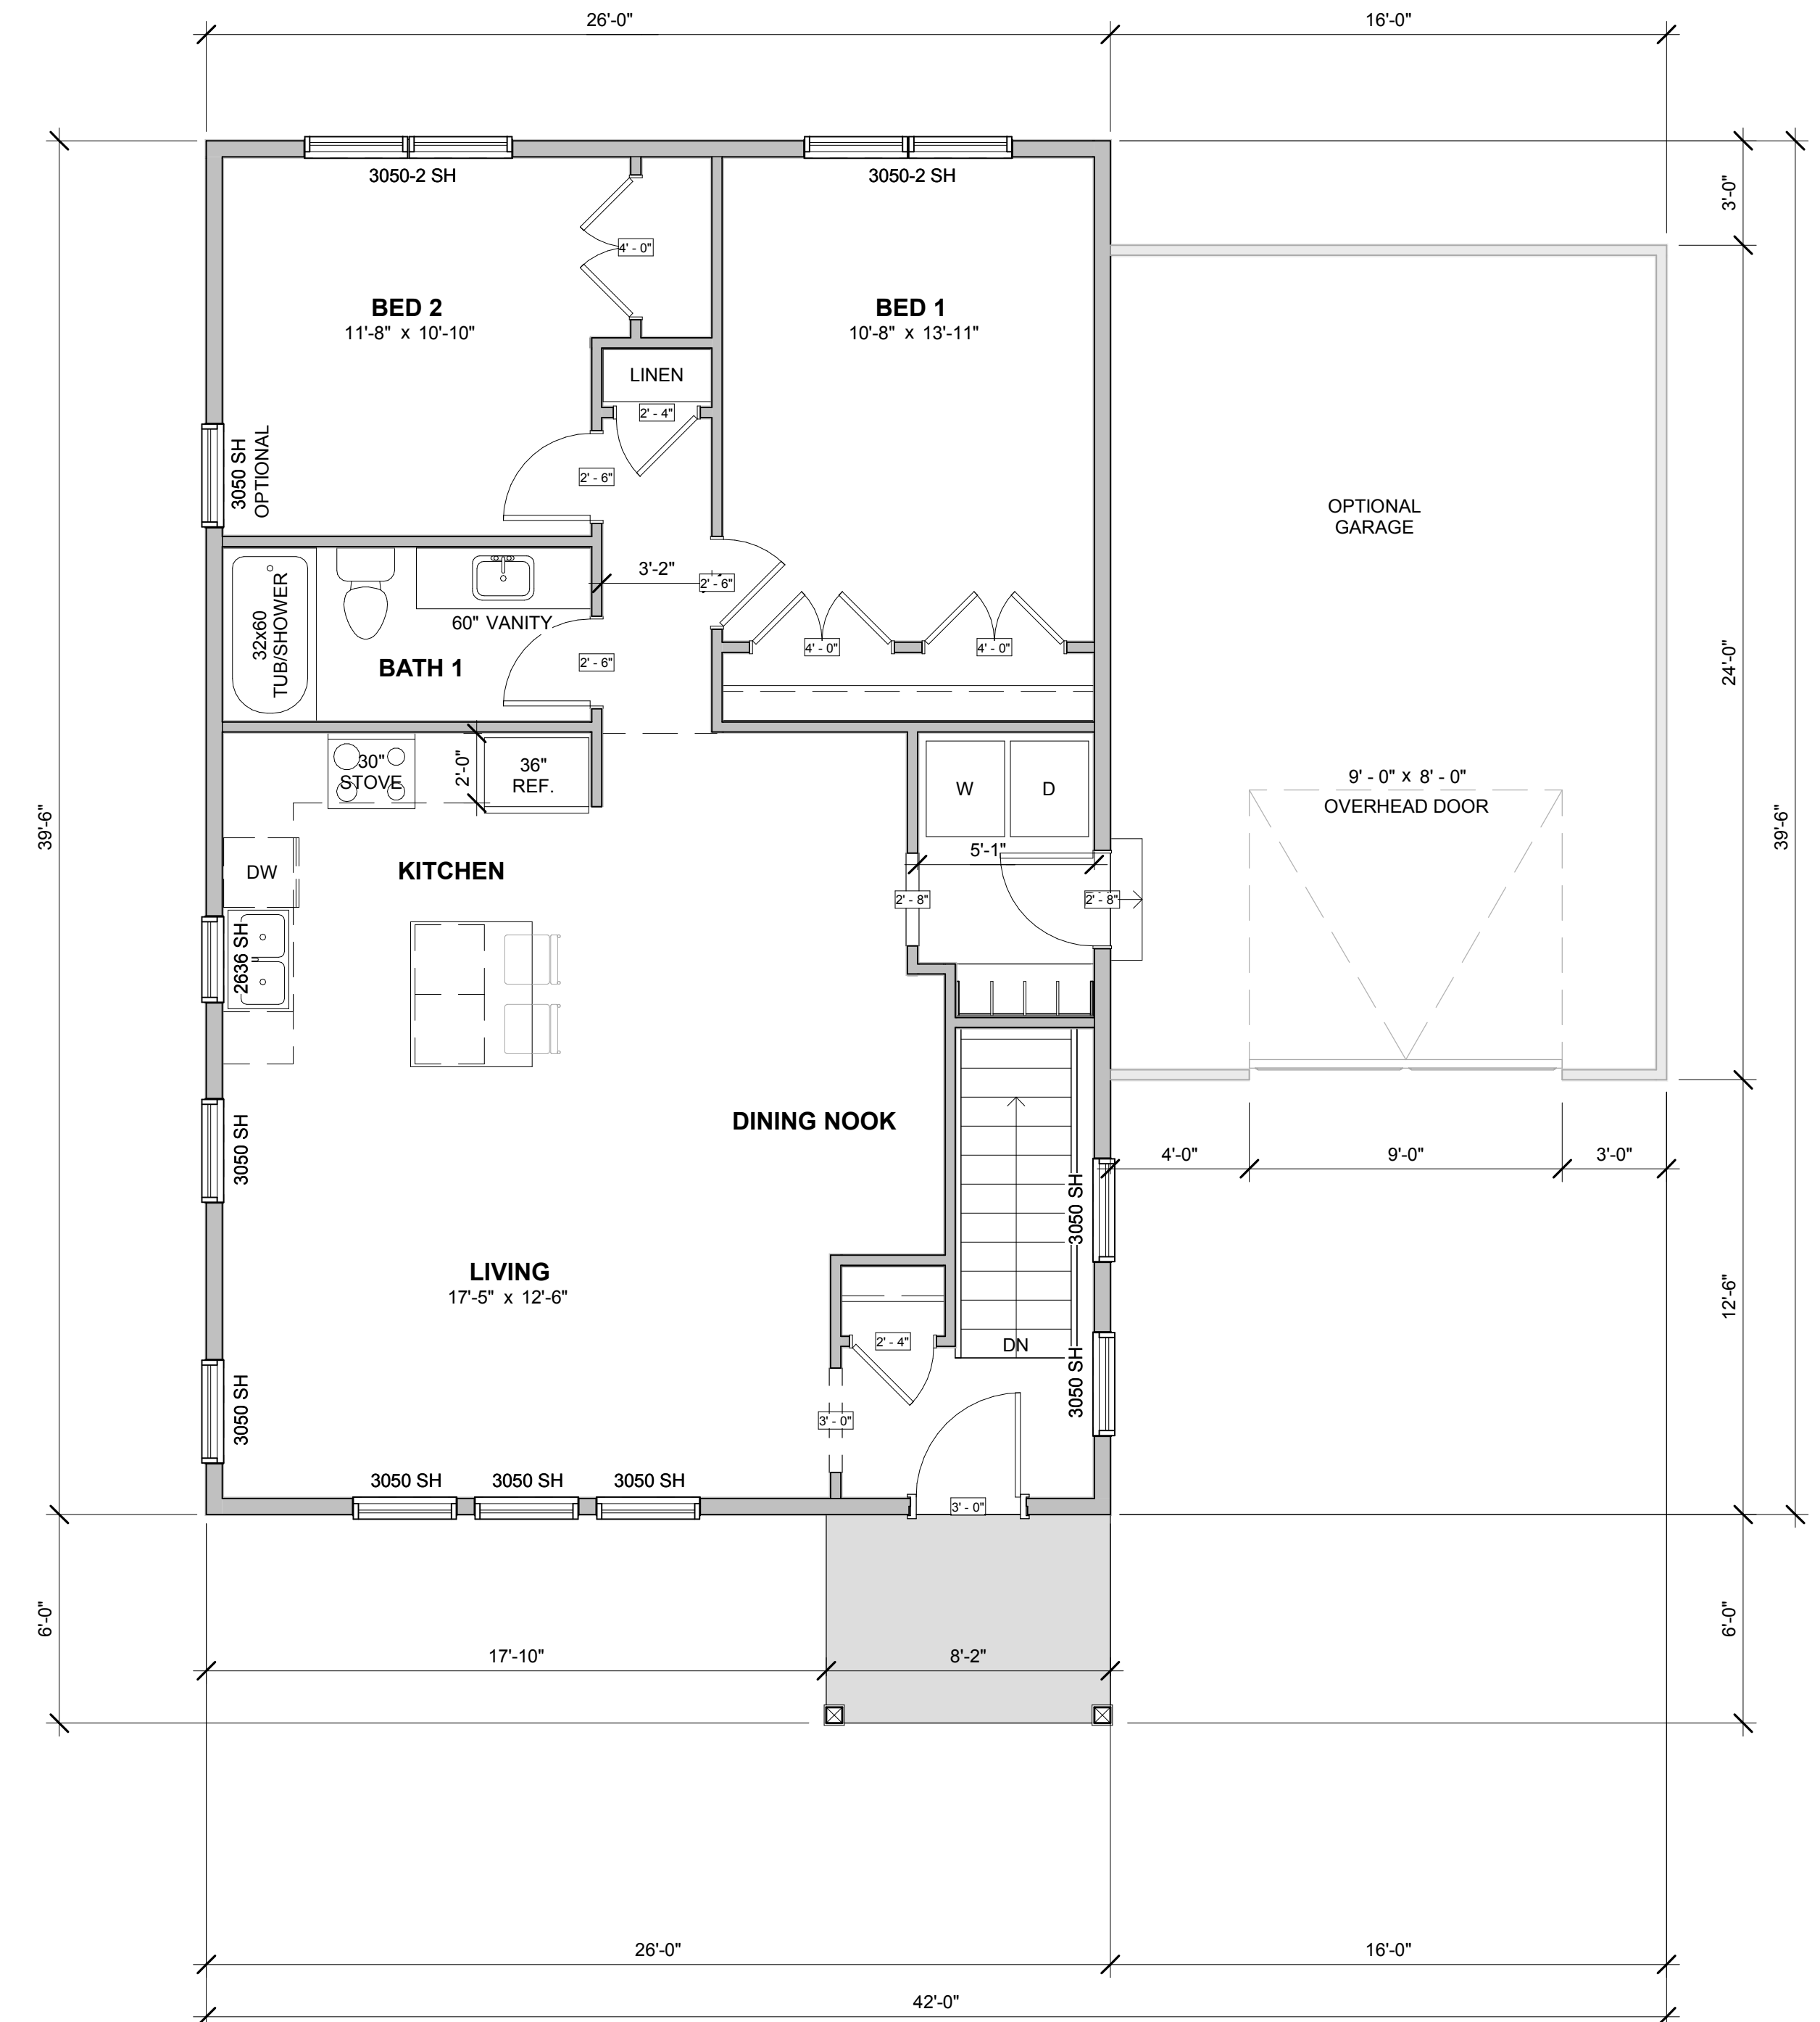 26'-0"
16'-0"
3050-2 SH
3050-2 SH
3'-0"
4' - 0"
BED 2
11'-8" x 10'-10"
BED 1
10'-8" x 13'-11"
LINEN
2' - 4"
3050 SH
OPTIONAL
2' - 6"
OPTIONAL
GARAGE
3'-2"
2' - 6"
32x60
TUB/SHOWER
60" VANITY
BATH 1
2' - 6"
4' - 0"
4' - 0"
24'-0"
30"
STOVE
2'-0"
36"
REF.
W
D
9' - 0" x 8' - 0"
OVERHEAD DOOR
39'-6"
39'-6"
DW
KITCHEN
5'-1"
2' - 8"
2' - 8"
2636 SH
DINING NOOK
3050 SH
4'-0"
9'-0"
3'-0"
3050 SH
LIVING
17'-5" x 12'-6"
12'-6"
2' - 4"
DN
3050 SH
3050 SH
3' - 0"
3050 SH
3050 SH
3050 SH
3' - 0"
6'-0"
6'-0"
17'-10"
8'-2"
26'-0"
16'-0"
42'-0"